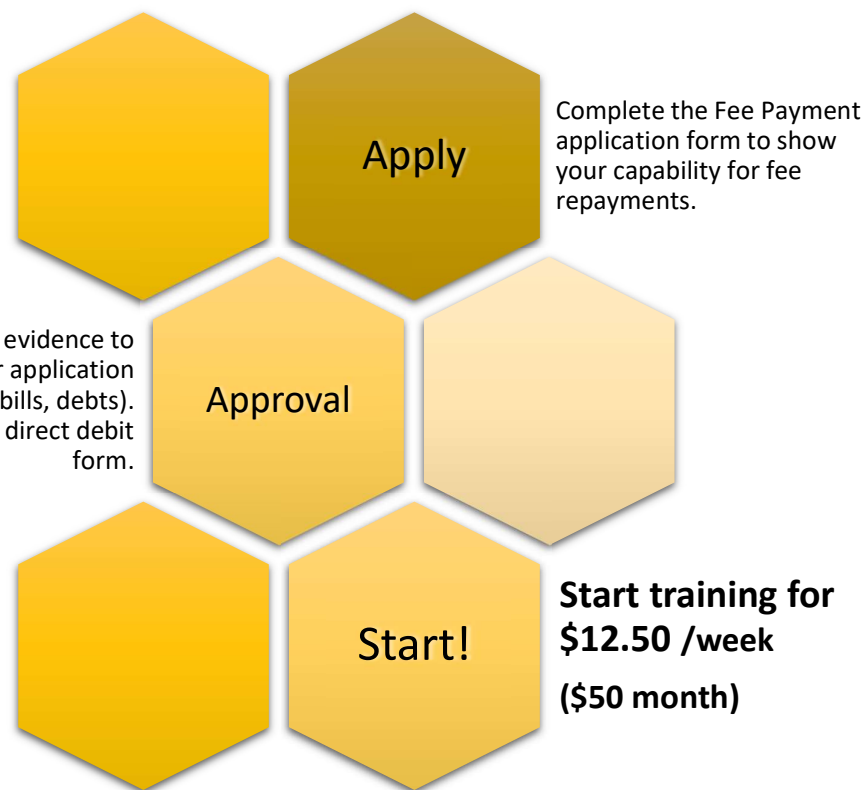 Apply
Complete the Fee Payment
application form to show
your capability for fee
repayments.
evidence to
application
bills, debts).
direct debit
form.
Approval
Start!
Start training for
$12.50 /week
($50 month)